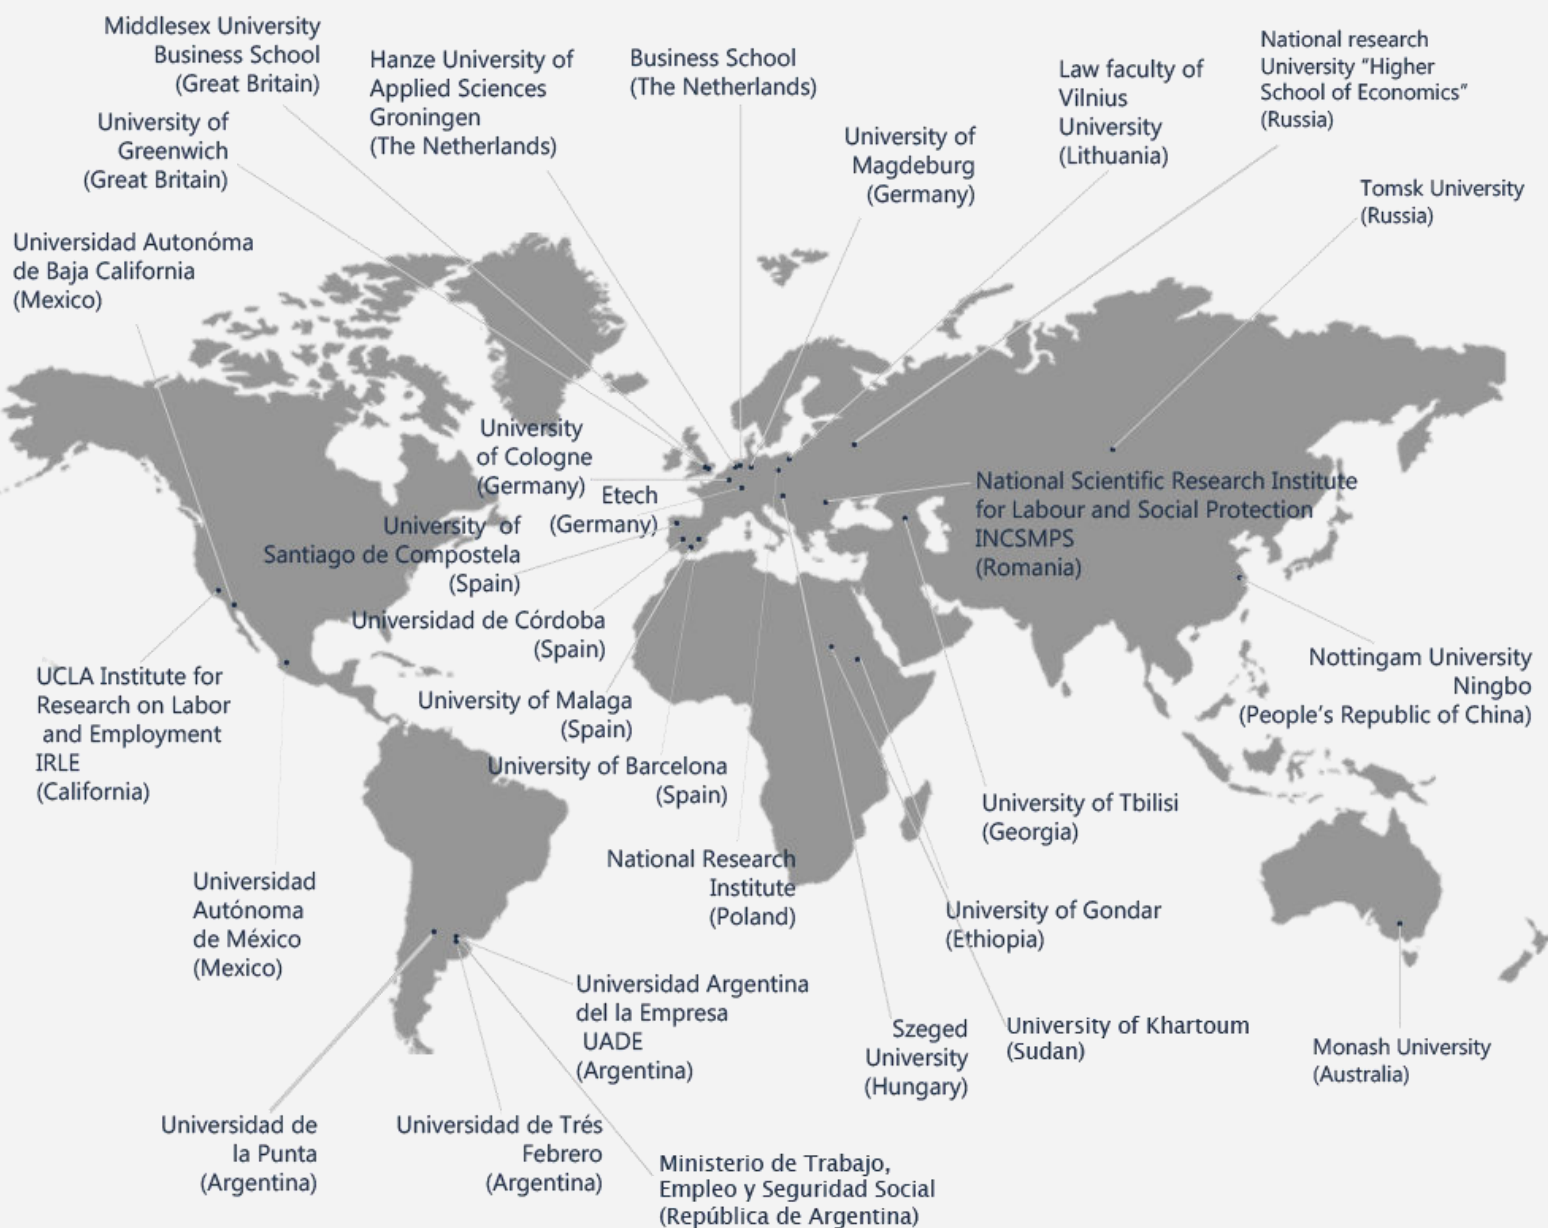 Middlesex University
Business School
(Great Britain)
Hanze University of
Applied Sciences
Groningen
(The Netherlands)
Business School
(The Netherlands)
Law faculty of
Vilnius
University
(Lithuania)
National research
University “Higher
School of Economics”
(Russia)
University of
Greenwich
(Great Britain)
University of
Magdeburg
(Germany)
Tomsk University
(Russia)
Universidad Autonóma
de Baja California
(Mexico)
University
of Cologne
(Germany)
Etech
(Germany)
National Scientific Research Institute
for Labour and Social Protection
INCSMPS
(Romania)
University of
Santiago de Compostela
(Spain)
Universidad de Córdoba
(Spain)
UCLA Institute for
Research on Labor
and Employment
IRLE
(California)
University of Malaga
(Spain)
Nottingam University
Ningbo
(People’s Republic of China)
University of Barcelona
(Spain)
University of Tbilisi
(Georgia)
National Research
Institute
(Poland)
Universidad
Autónoma
de México
(Mexico)
University of Gondar
(Ethiopia)
Universidad Argentina
del la Empresa
UADE
(Argentina)
Szeged
University
(Hungary)
University of Khartoum
(Sudan)
Monash University
(Australia)
Universidad de
la Punta
(Argentina)
Universidad de Trés
Febrero
(Argentina)
Ministerio de Trabajo,
Empleo y Seguridad Social
(República de Argentina)